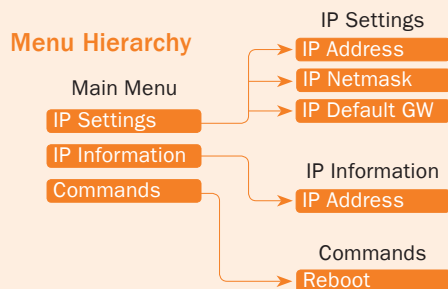 Menu Hierarchy
Main Menu
IP Settings
IP Information
Commands
IP Settings
IP Address
IP Netmask
IP Default GW
IP Information
IP Address
Commands
Reboot